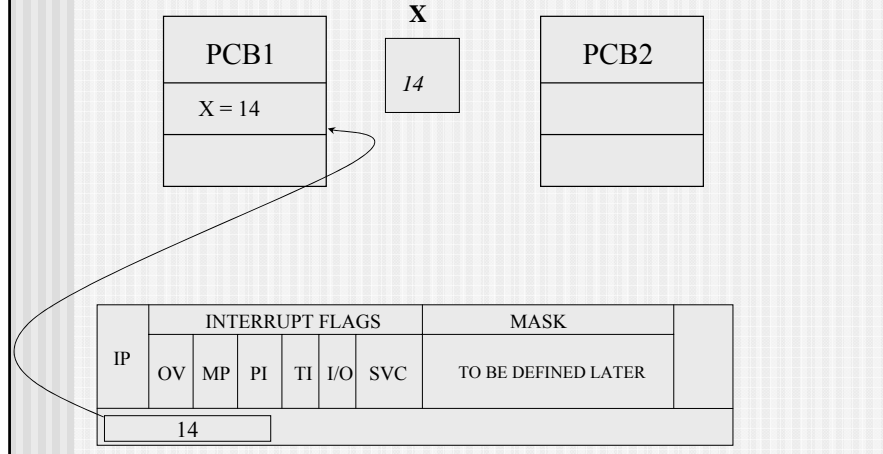 X
PCB1
14
PCB2
X = 14
INTERRUPT FLAGS
MASK
IP
OV MP PI TI I/O SVC
TO BE DEFINED LATER
14